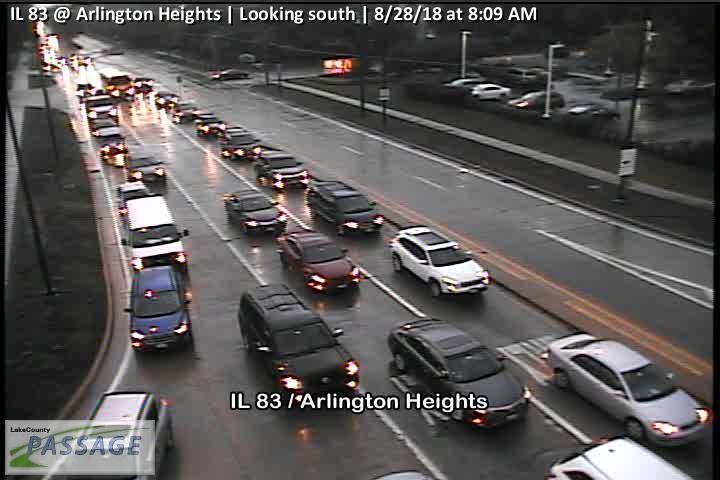 IL 83 @ Arlington Heights | Looking south | 8/28/18 at 8:09 AM
IL 83 / Arlington Heights
LakeCounty
PASSAGE